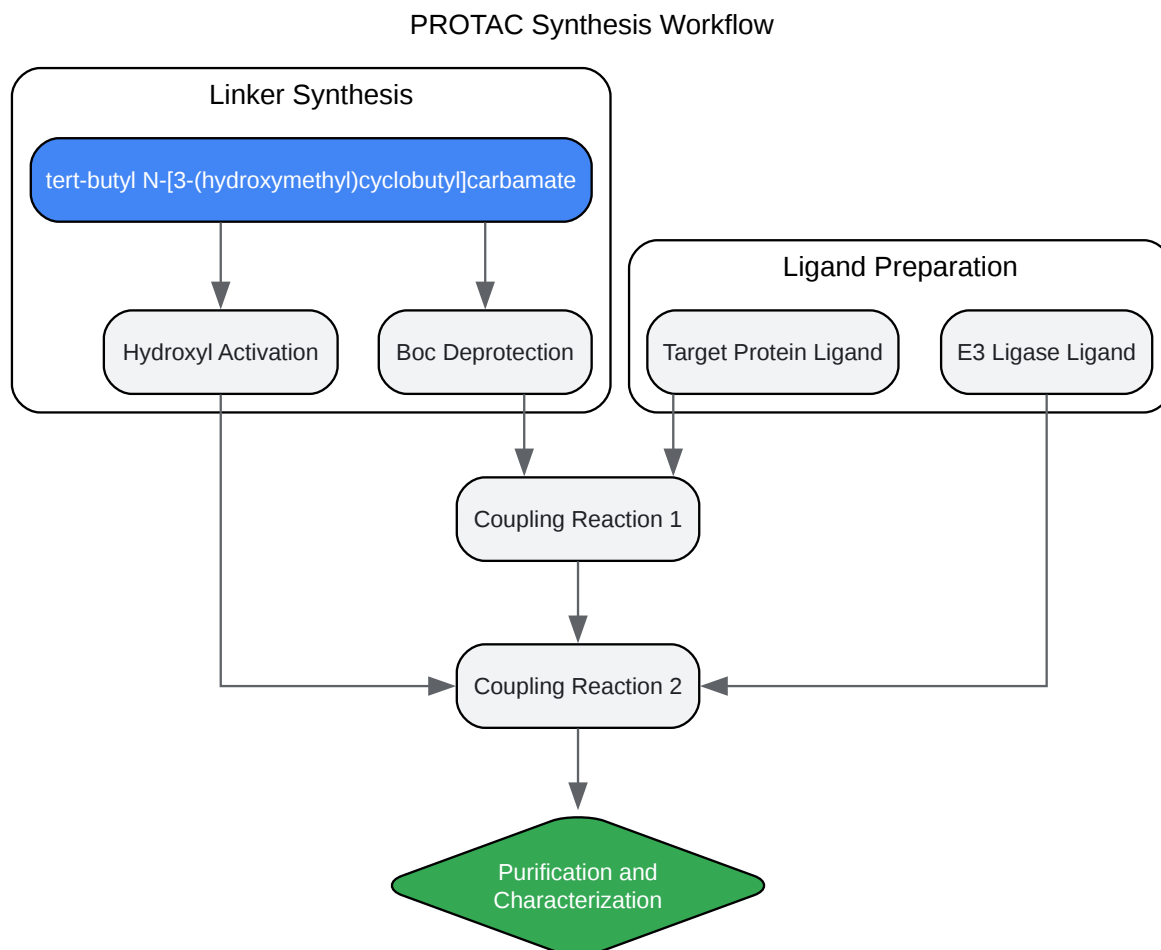 PROTAC Synthesis Workflow
Linker Synthesis
tert-butyl N-[3-(hydroxymethyl)cyclobutyl]carbamate
Ligand Preparation
Hydroxyl Activation
Boc Deprotection
Target Protein Ligand
E3 Ligase Ligand
Coupling Reaction 1
Coupling Reaction 2
Purification and
Characterization